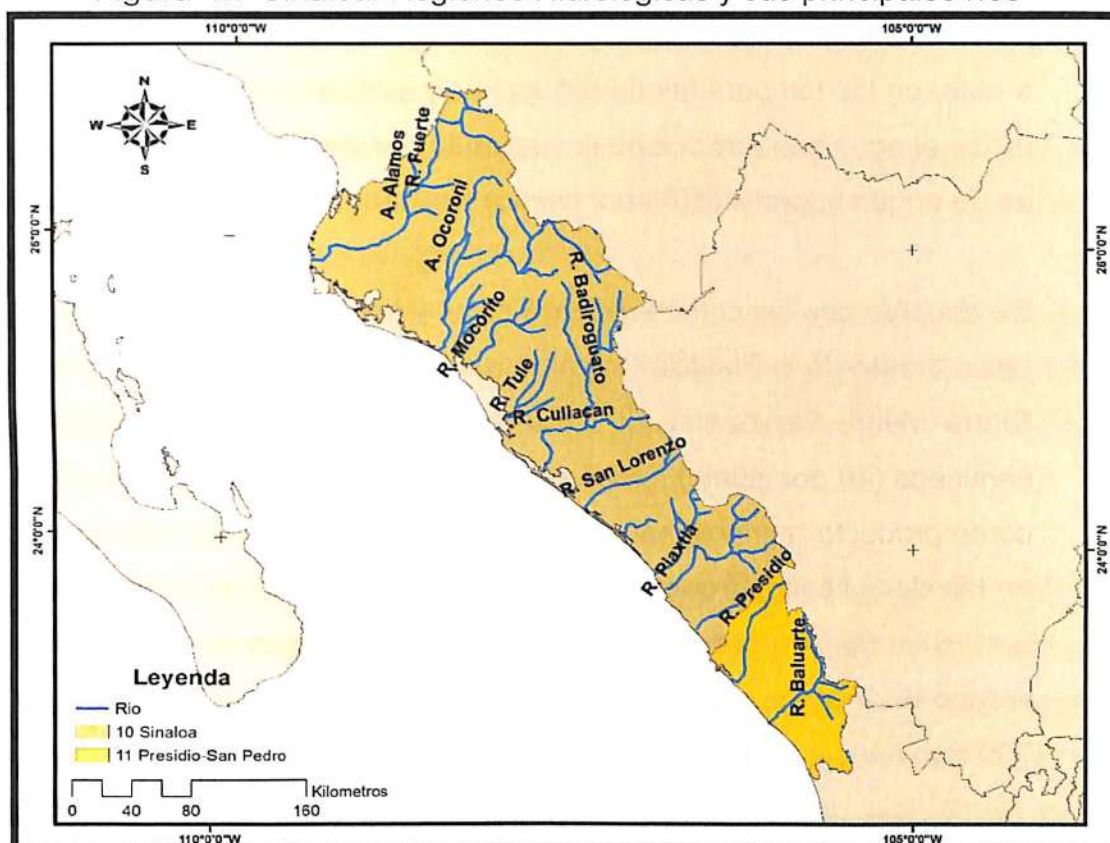 Sinaloa. Regiones Hidrológicas y sus principales ríos
110°0'0"W
105°0'0"W
N
W
E
S
26°0'0"N
26°0'0"N
A. Alamos
R. Fuerte
A. Ocoroni
R. Badiroguato
R. Mocorito
R. Tule
R. Culiacan
R. San Lorenzo
24°0'0"N
24°0'0"N
R. Piaxtla
R. Presidio
R. Baluarte
Leyenda
Rio
10 Sinaloa
11 Presidio-San Pedro
Kilometros
0 40 80 160
110°0'0"W
105°0'0"W